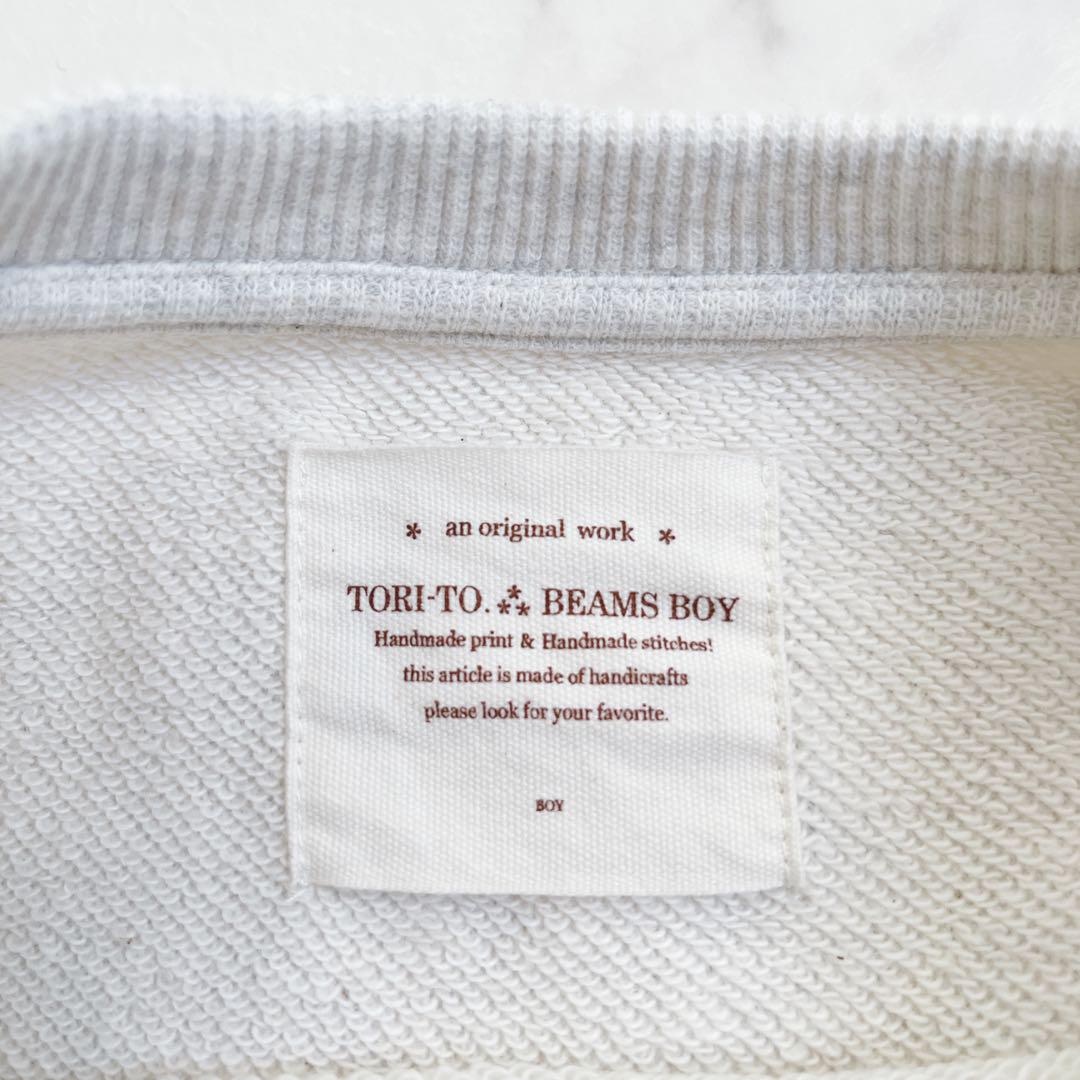 * an original work *
TORI-TO. ⁂ BEAMS BOY
Handmade print & Handmade stitches!
this article is made of handicrafts
please look for your favorite.
BOY